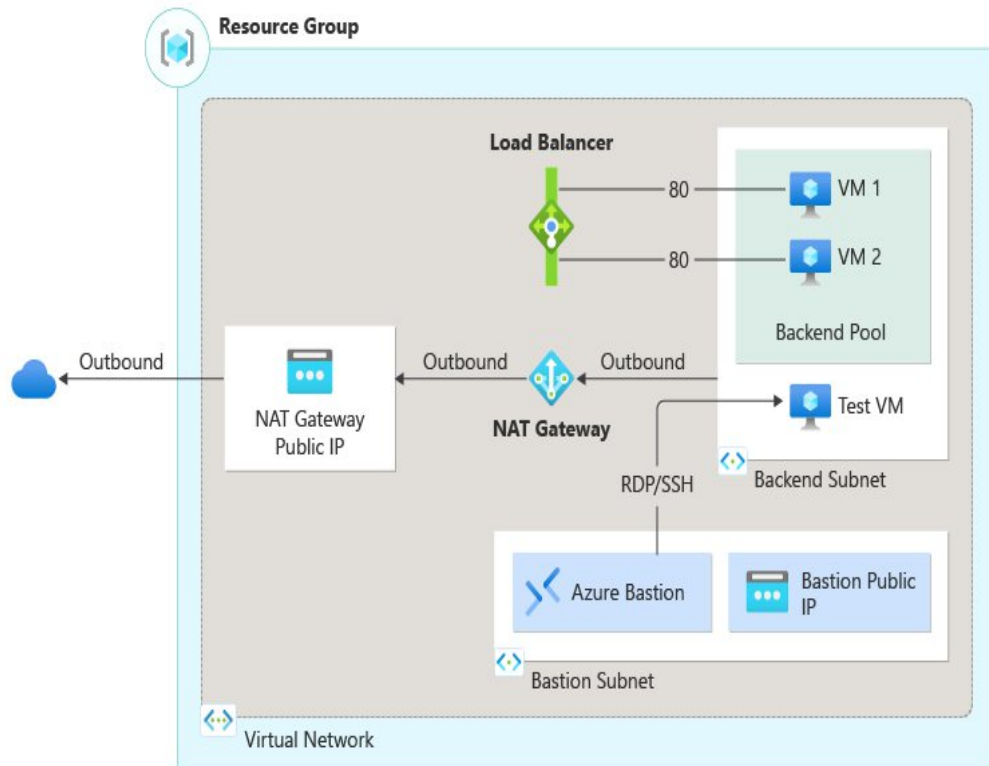 Resource Group
Load Balancer
80
VM 1
80
VM 2
Backend Pool
Outbound
Outbound
Outbound
NAT Gateway
Public IP
NAT Gateway
Test VM
Backend Subnet
RDP/SSH
Azure Bastion
Bastion Public
IP
Bastion Subnet
Virtual Network